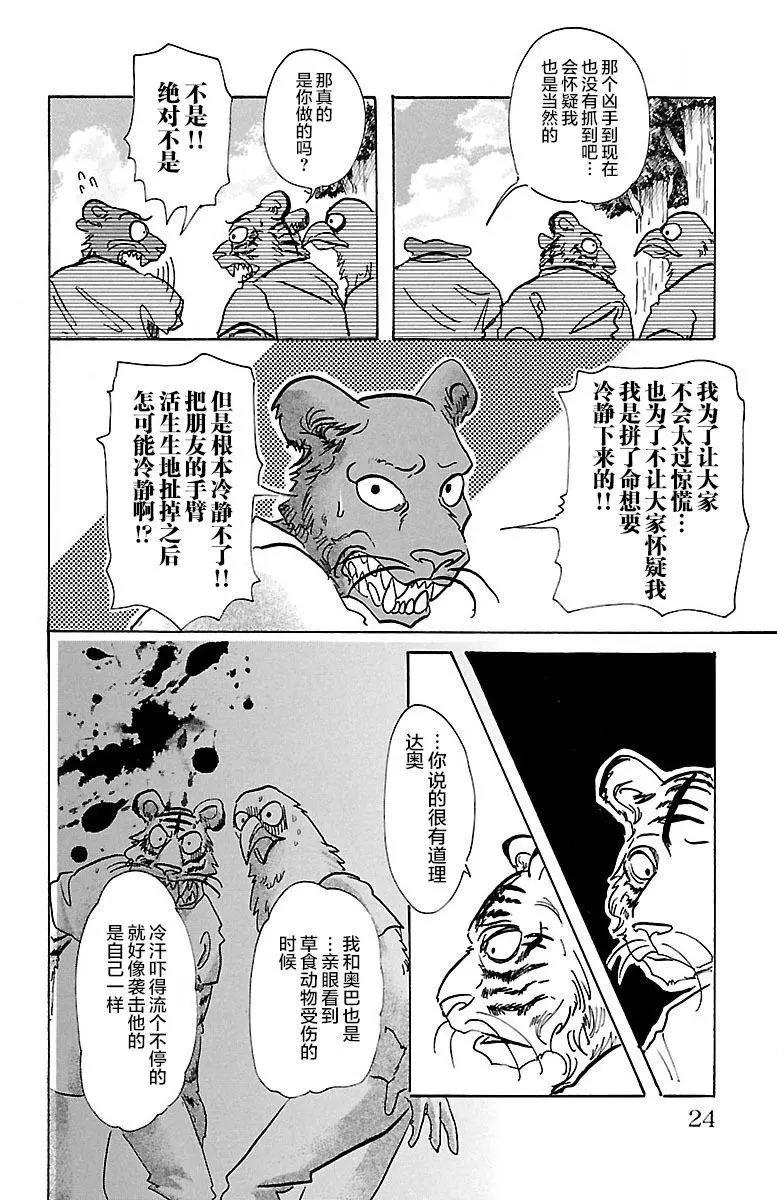 那个凶手到现在
也没有抓到吧…
会怀疑我
也是当然的
那真的
是你做的吗？
不是!!
绝对不是
我为了让大家
不会太过惊慌…
也为了不让大家怀疑我
我是拼了命想要
冷静下来的!!
但是根本冷静不了!!
把朋友的手臂
活生生地扯掉之后
怎可能冷静啊!?
…你说的很有道理
达奥
我和奥巴也是
…亲眼看到
草食动物受伤的
时候
冷汗吓得流个不停的
就好像袭击他的
是自己一样
24